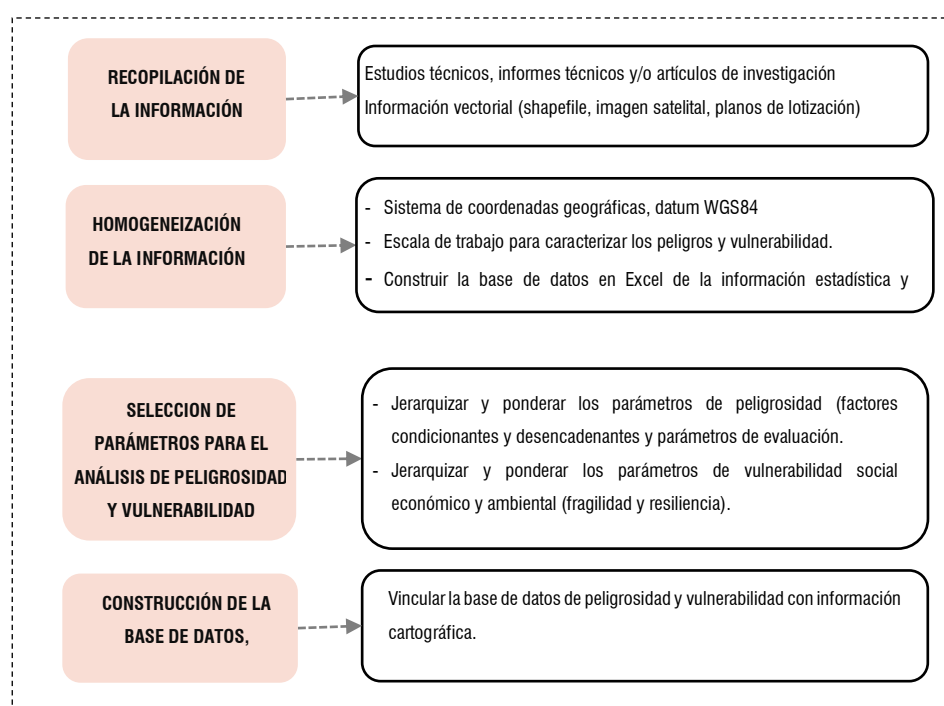 RECOPILACIÓN DE
LA INFORMACIÓN
Estudios técnicos, informes técnicos y/o artículos de investigación
Información vectorial (shapefile, imagen satelital, planos de lotización)
HOMOGENEIZACIÓN
DE LA INFORMACIÓN
- Sistema de coordenadas geográficas, datum WGS84
- Escala de trabajo para caracterizar los peligros y vulnerabilidad.
- Construir la base de datos en Excel de la información estadística y
SELECCION DE
PARÁMETROS PARA EL
ANÁLISIS DE PELIGROSIDAD
Y VULNERABILIDAD
- Jerarquizar y ponderar los parámetros de peligrosidad (factores
condicionantes y desencadenantes y parámetros de evaluación.
- Jerarquizar y ponderar los parámetros de vulnerabilidad social
económico y ambiental (fragilidad y resiliencia).
CONSTRUCCIÓN DE LA
BASE DE DATOS,
Vincular la base de datos de peligrosidad y vulnerabilidad con información
cartográfica.